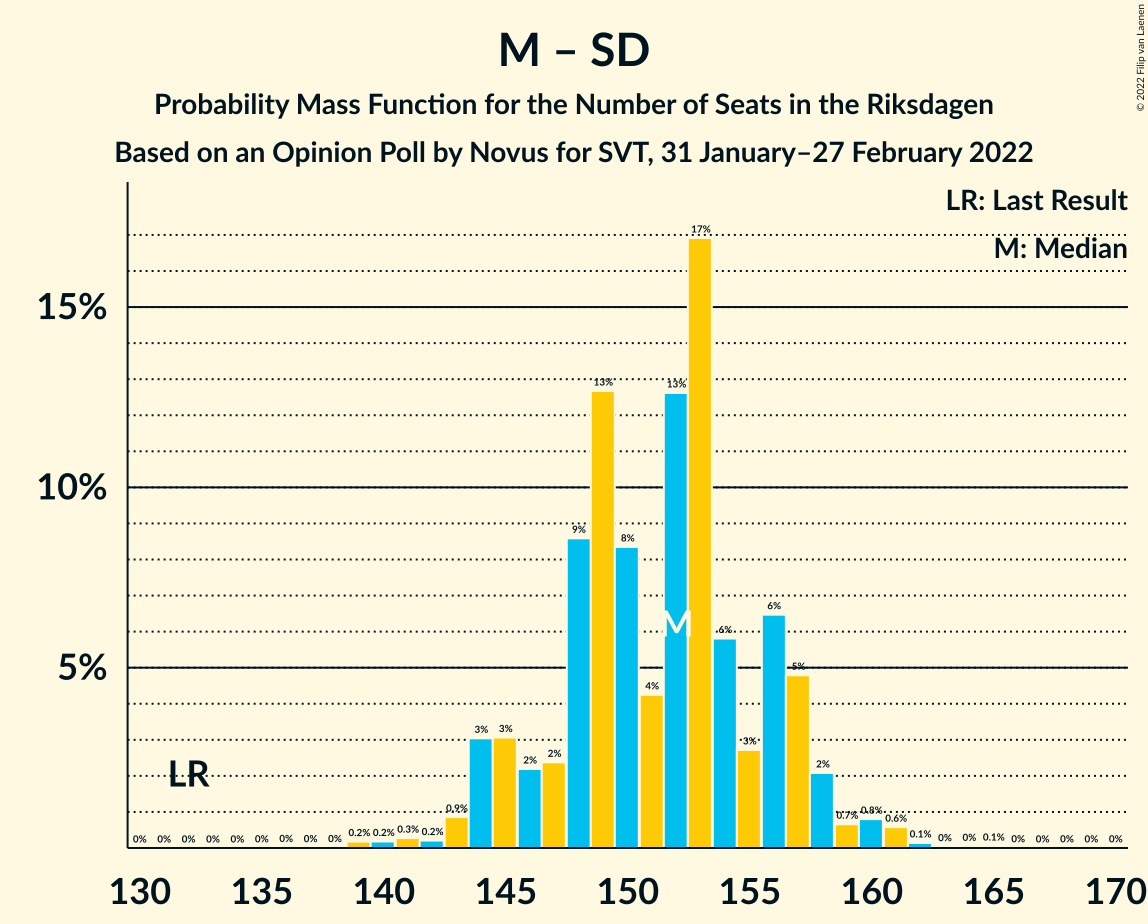 M – SD
Probability Mass Function for the Number of Seats in the Riksdagen
Based on an Opinion Poll by Novus for SVT, 31 January–27 February 2022
© 2022 Filip van Laenen
LR: Last Result
M: Median
15%
10%
5%
LR
M
0% 0% 0% 0% 0% 0% 0% 0% 0% 0.2% 0.2% 0.3% 0.2% 0.9% 3% 3% 2% 2% 9% 13% 8% 4% 13% 17% 6% 3% 6% 5% 2% 0.7% 0.8% 0.6% 0.1% 0% 0% 0.1% 0% 0% 0% 0% 0%
130 135 140 145 150 155 160 165 170